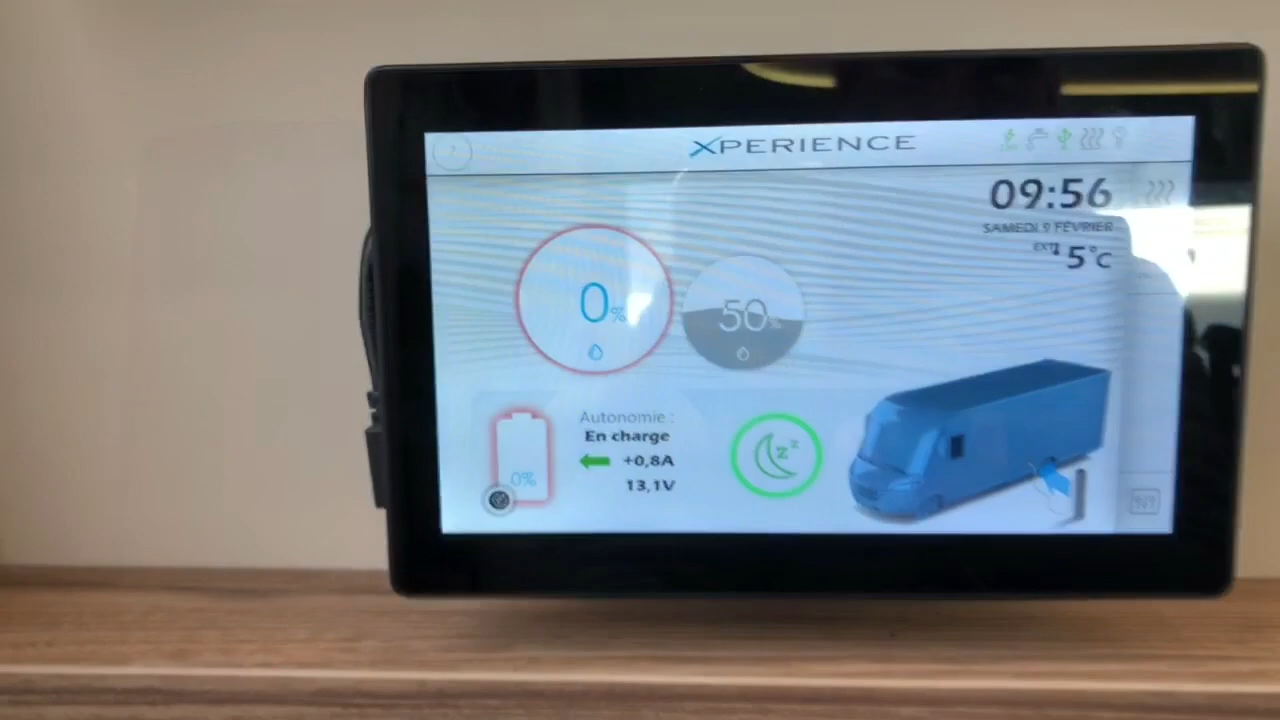 XPERIENCE
09:56
SAMEDI 9 FÉVRIER
EXT 5°C
0%
50%
Autonomie :
En charge
+0,8A
13,1V
0%
z z